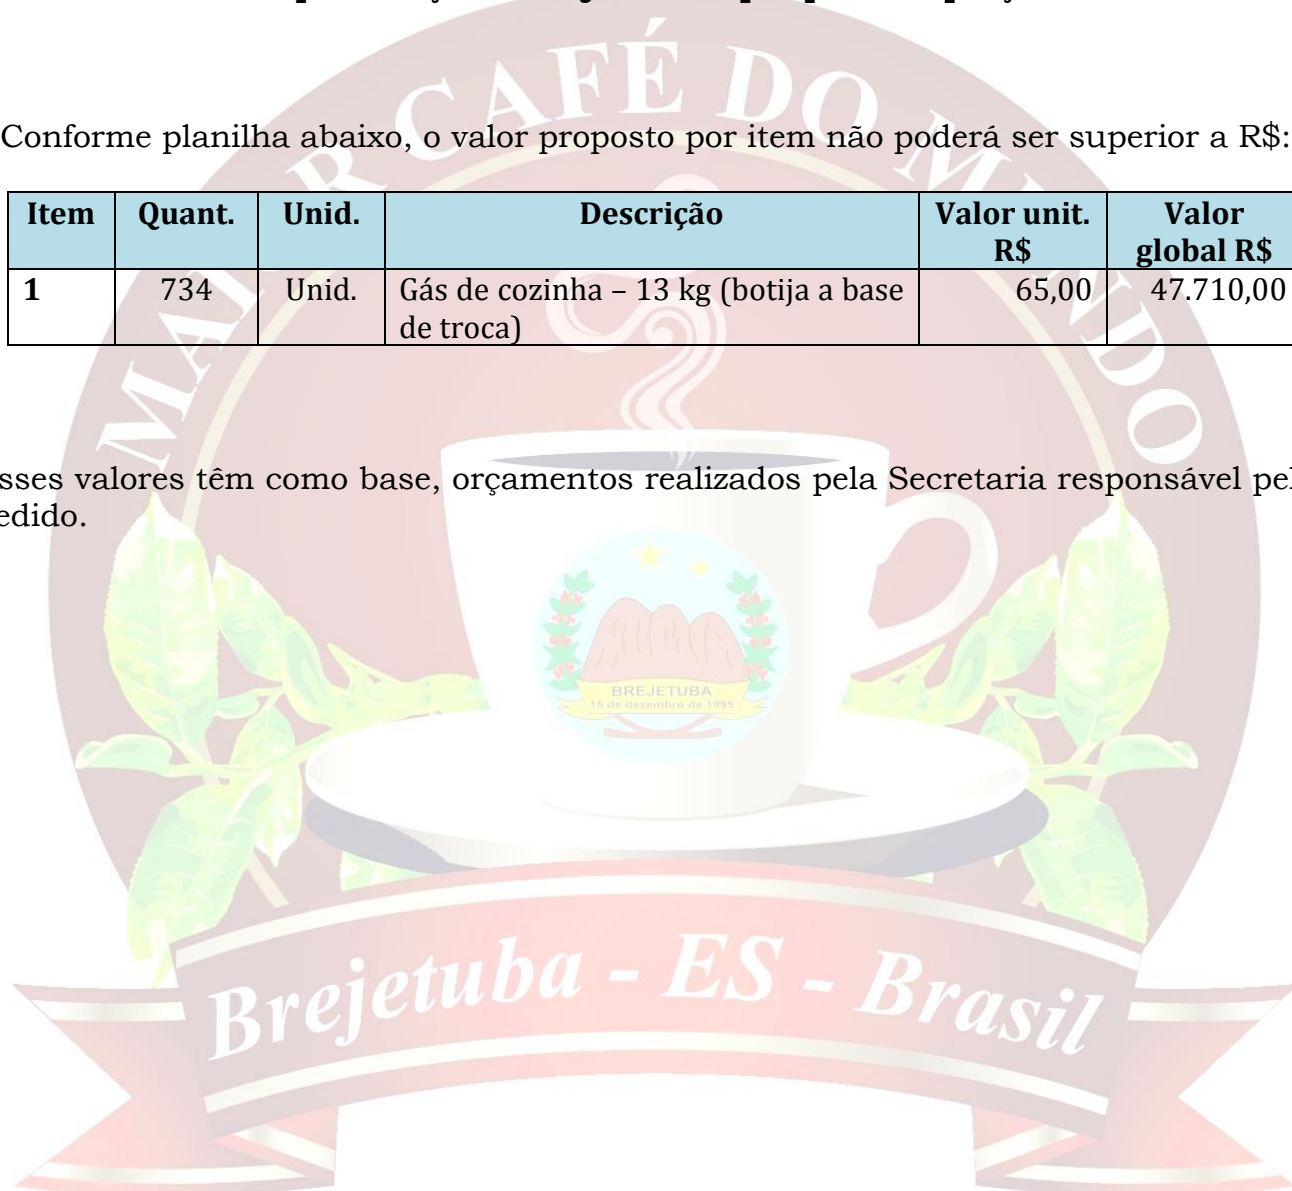 MAIOR CAFÉ DO MUNDO
Conforme planilha abaixo, o valor proposto por item não poderá ser superior a R$:
Item Quant. Unid. Descrição Valor unit. R$ Valor global R$
1 734 Unid. Gás de cozinha – 13 kg (botija a base
de troca) 65,00 47.710,00
sses valores têm como base, orçamentos realizados pela Secretaria responsável pel
edido.
BREJETUBA
15 de dezembro de 1995
Brejetuba - ES - Brasil